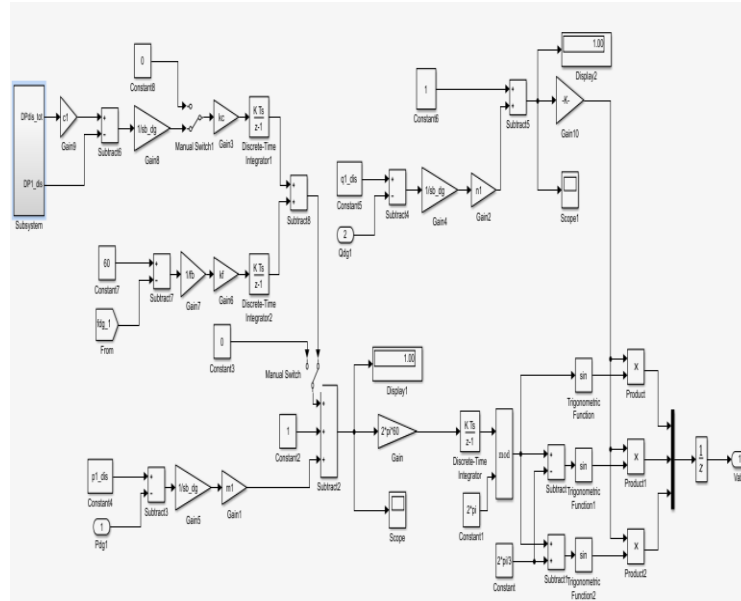 0
Constant8
DPdis_tot
DP1_dis
Subsystem
c1
Gain9
+
-
Subtract6
1/sb_dg
Gain8
Manual Switch1
kc
Gain3
K Ts
z-1
Discrete-Time
Integrator1
+
+
Subtract8
60
Constant7
fdg_1
From
+
-
Subtract7
1/fb
Gain7
kf
Gain6
K Ts
z-1
Discrete-Time
Integrator2
0
Constant3
Manual Switch
1
Constant2
p1_dis
Constant4
1
Pdg1
+
-
Subtract3
1/sb_dg
Gain5
m1
Gain1
+
+
+
Subtract2
1.00
Display1
2*pi*60
Gain
Scope
K Ts
z-1
Discrete-Time
Integrator
2*pi
Constant1
mod
2*pi/3
Constant
1
Constant6
+
+
Subtract5
1.00
Display2
-K-
Gain10
Scope1
q1_dis
Constant5
2
Qdg1
+
-
Subtract4
1/sb_dg
Gain4
n1
Gain2
sin
Trigonometric
Function
x
Product
+
-
Subtract
sin
Trigonometric
Function1
x
Product1
+
+
Subtract1
sin
Trigonometric
Function2
x
Product2
1
z
1